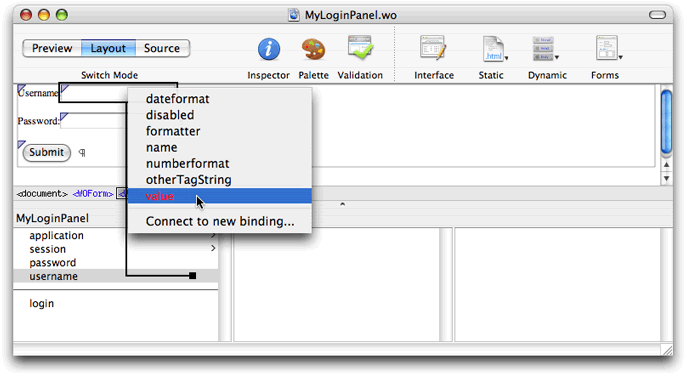 MyLoginPanel.wo
Preview Layout Source
Switch Mode Inspector Palette Validation Interface Static Dynamic Forms
.html
Username:
Password:
Submit ¶
dateformat
disabled
formatter
name
numberformat
otherTagString
value
Connect to new binding...
<document> <WOForm>
MyLoginPanel
application >
session >
password
username
login